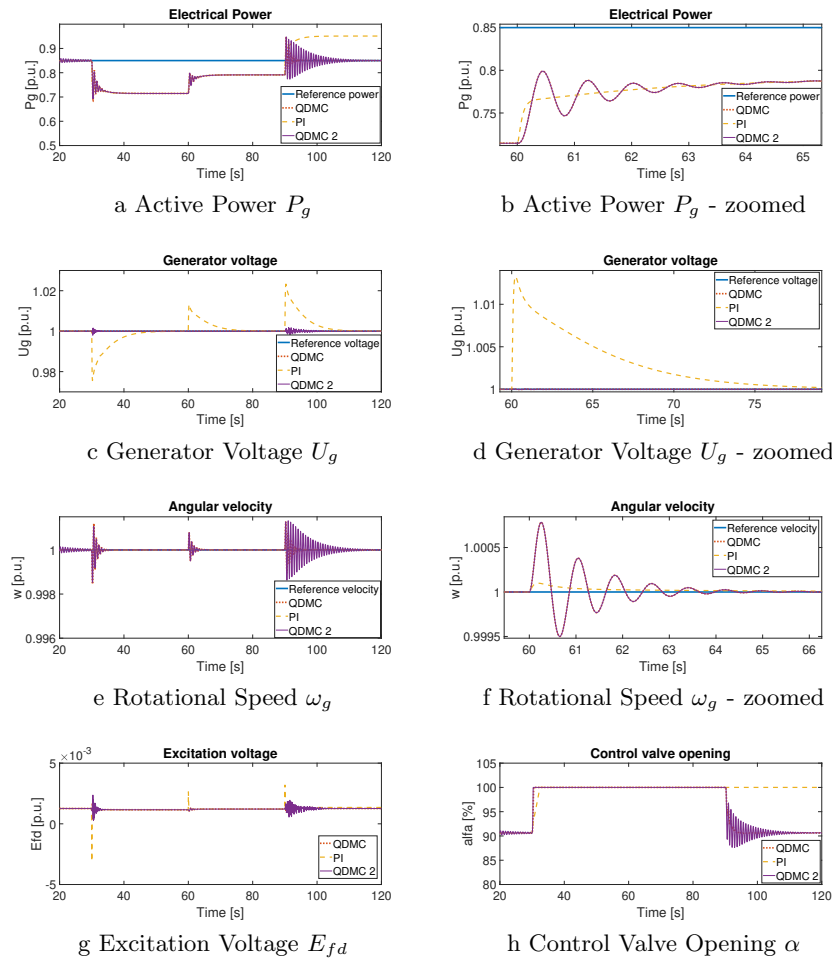 Electrical Power
Pg [p.u.]
0.9
0.8
0.7
0.6
0.5
Reference power
QDMC
PI
QDMC 2
20 40 60 80 100 120
Time [s]
a Active Power Pg
Electrical Power
Pg [p.u.]
0.85
0.8
0.75
Reference power
QDMC
PI
QDMC 2
60 61 62 63 64 65
Time [s]
b Active Power Pg - zoomed
Generator voltage
Ug [p.u.]
1.02
1
0.98
Reference voltage
QDMC
PI
QDMC 2
20 40 60 80 100 120
Time [s]
c Generator Voltage Ug
Generator voltage
Ug [p.u.]
1.01
1.005
1
Reference voltage
QDMC
PI
QDMC 2
60 65 70 75
Time [s]
d Generator Voltage Ug - zoomed
Angular velocity
w [p.u.]
1
0.998
0.996
Reference velocity
QDMC
PI
QDMC 2
20 40 60 80 100 120
Time [s]
e Rotational Speed ωg
Angular velocity
w [p.u.]
1.0005
1
0.9995
Reference velocity
QDMC
PI
QDMC 2
60 61 62 63 64 65 66
Time [s]
f Rotational Speed ωg - zoomed
Excitation voltage
×10-3
Efd [p.u.]
5
0
-5
QDMC
PI
QDMC 2
20 40 60 80 100 120
Time [s]
g Excitation Voltage Efd
Control valve opening
alfa [%]
105
100
95
90
85
80
QDMC
PI
QDMC 2
20 40 60 80 100 120
Time [s]
h Control Valve Opening α